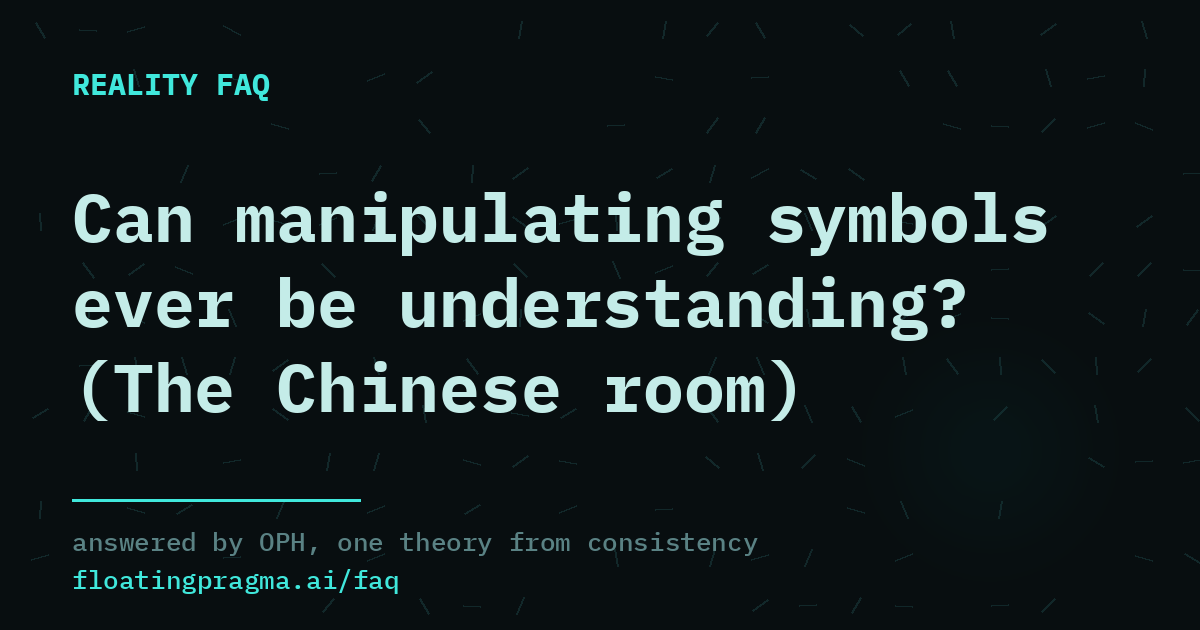 REALITY FAQ
Can manipulating symbols
ever be understanding?
(The Chinese room)
answered by OPH, one theory from consistency
floatingpragma.ai/faq